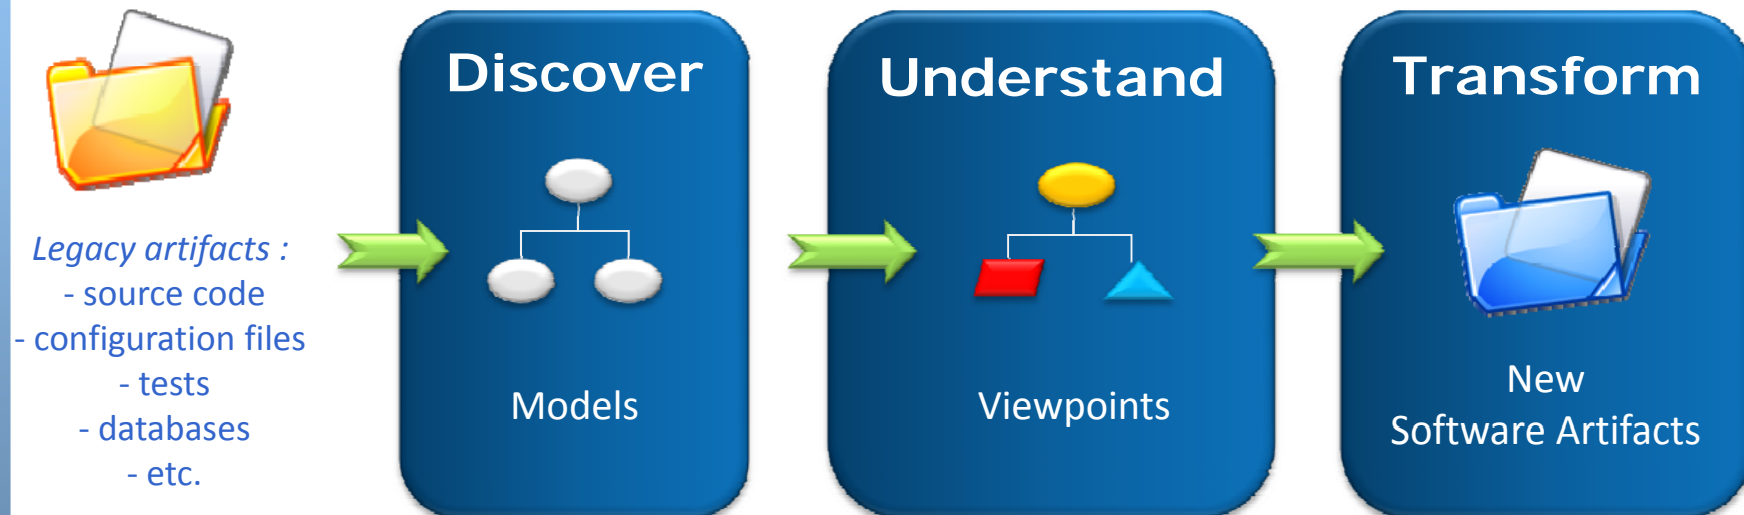 Legacy artifacts :
- source code
- configuration files
- tests
- databases
- etc.
Discover
Models
Understand
Viewpoints
Transform
New
Software Artifacts